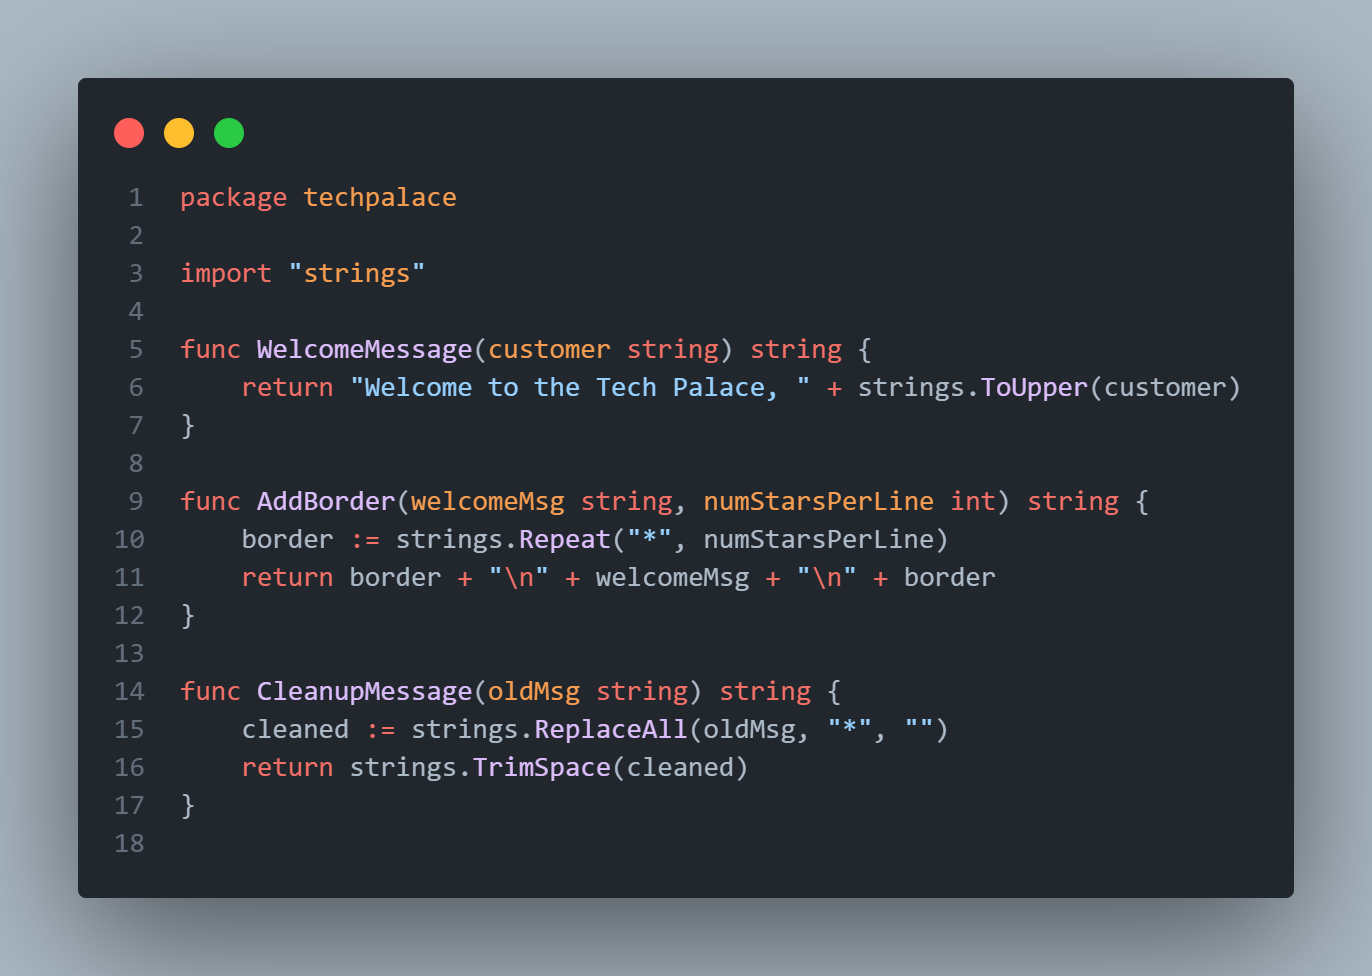 1 package techpalace
2
3 import "strings"
4
5 func WelcomeMessage(customer string) string {
6     return "Welcome to the Tech Palace, " + strings.ToUpper(customer)
7 }
8
9 func AddBorder(welcomeMsg string, numStarsPerLine int) string {
10     border := strings.Repeat("*", numStarsPerLine)
11     return border + "\n" + welcomeMsg + "\n" + border
12 }
13
14 func CleanupMessage(oldMsg string) string {
15     cleaned := strings.ReplaceAll(oldMsg, "*", "")
16     return strings.TrimSpace(cleaned)
17 }
18